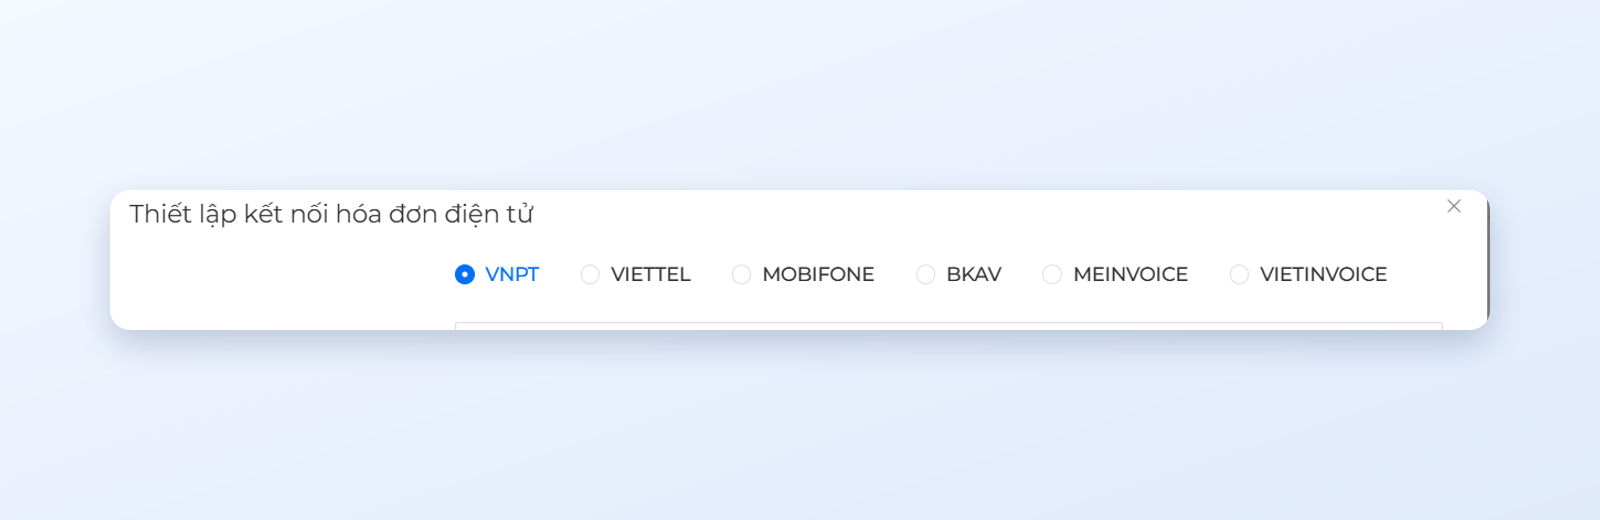 Thiết lập kết nối hóa đơn điện tử
VNPT VIETTEL MOBIFONE BKAV MEINVOICE VIETINVOICE